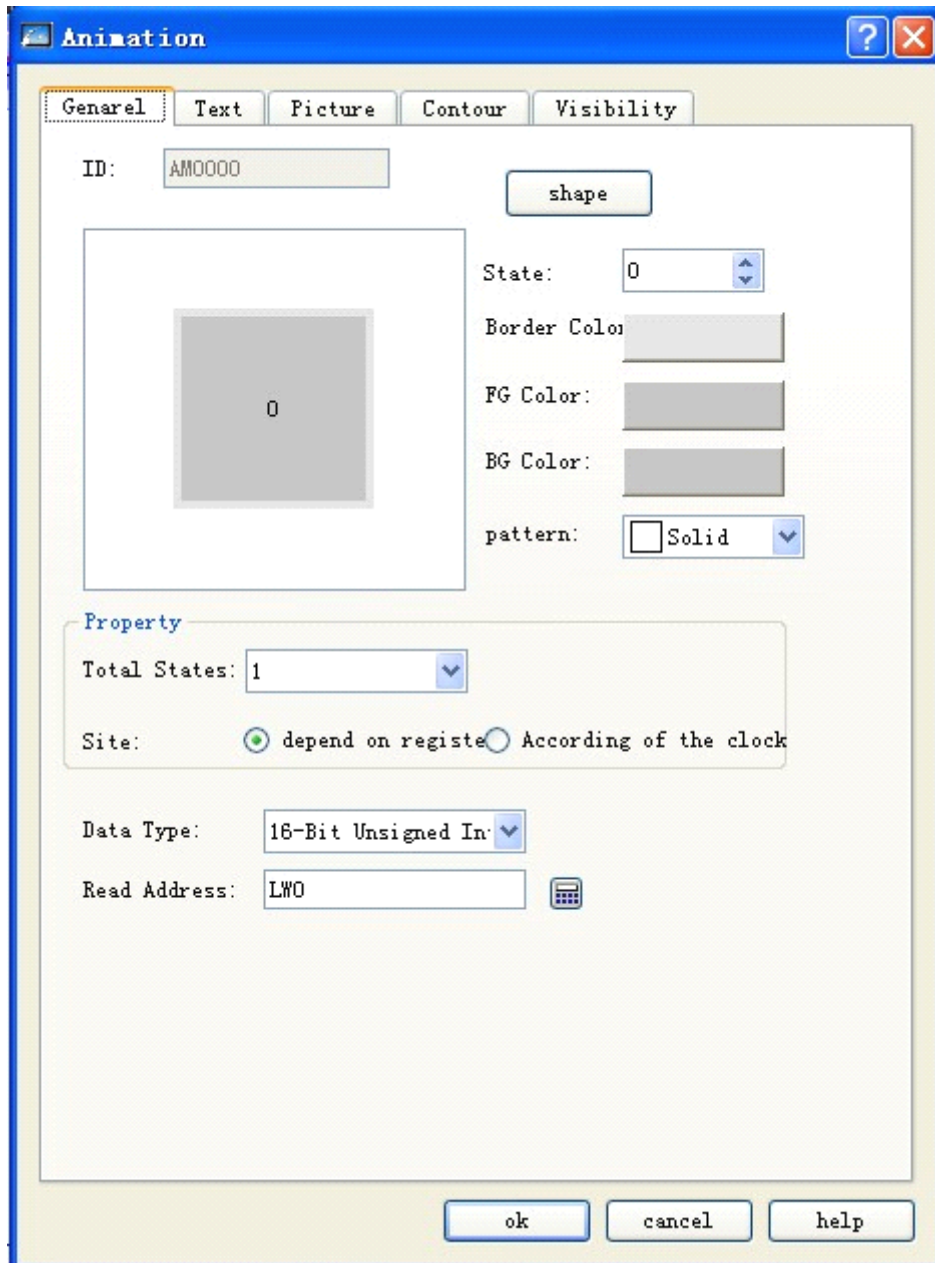 Animation
Genarel Text Picture Contour Visibility
ID: AM0000
shape
State: 0
Border Color
0
FG Color:
BG Color:
pattern: Solid
Property
Total States: 1
Site: depend on registe According of the clock
Data Type: 16-Bit Unsigned In
Read Address: LW0
ok cancel help